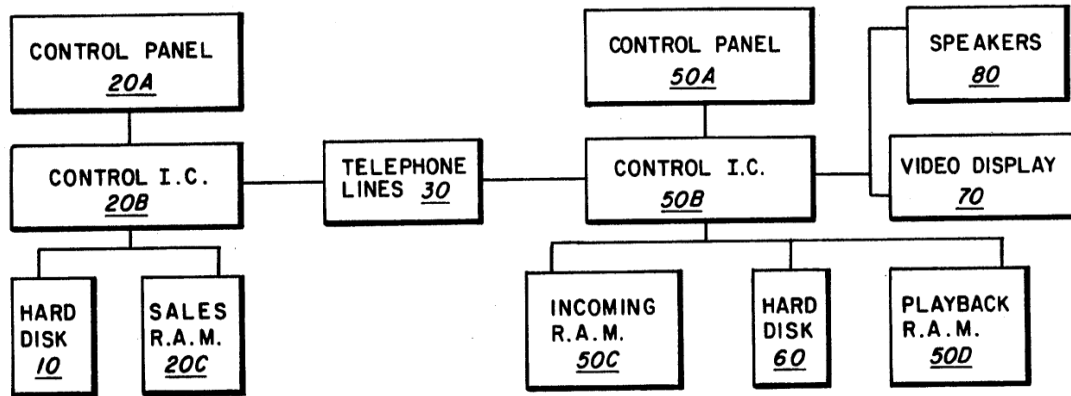 CONTROL PANEL
20A
CONTROL PANEL
50A
SPEAKERS
80
CONTROL I.C.
20B
TELEPHONE
LINES 30
CONTROL I.C.
50B
VIDEO DISPLAY
70
HARD
DISK
10
SALES
R.A.M.
20C
INCOMING
R.A.M.
50C
HARD
DISK
60
PLAYBACK
R.A.M.
50D